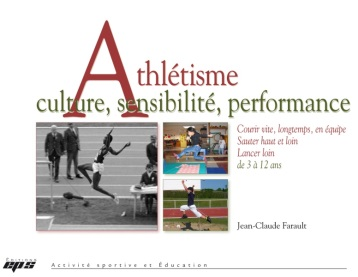 Athlétisme
culture, sensibilité, performance
Courir vite, longtemps, en équipe
Sauter haut et loin
Lancer loin
de 3 à 12 ans
Jean-Claude Farault
Éditions
eps
Activité sportive et Éducation